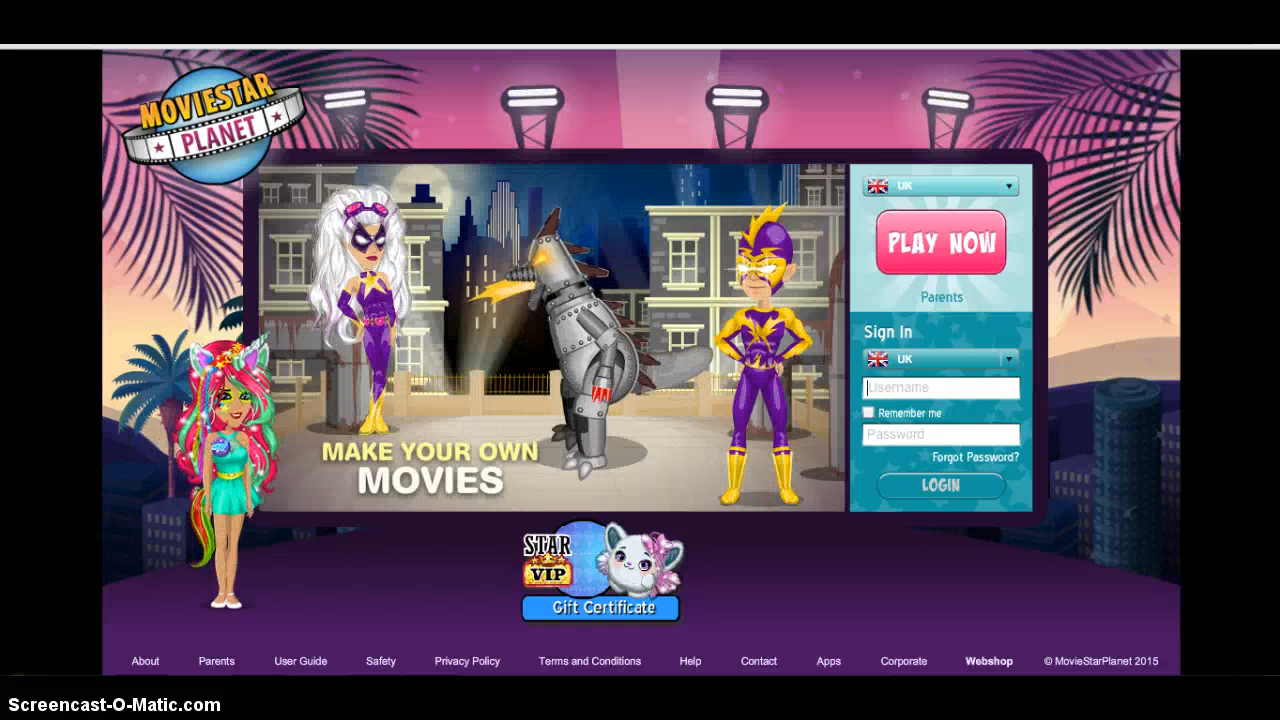 MOVIESTAR
PLANET
UK
PLAY NOW
Parents
Sign In
UK
Username
Remember me
Password
Forgot Password?
LOGIN
MAKE YOUR OWN
MOVIES
STAR
VIP
Gift Certificate
About Parents User Guide Safety Privacy Policy Terms and Conditions Help Contact Apps Corporate Webshop © MovieStarPlanet 2015
Screencast-O-Matic.com